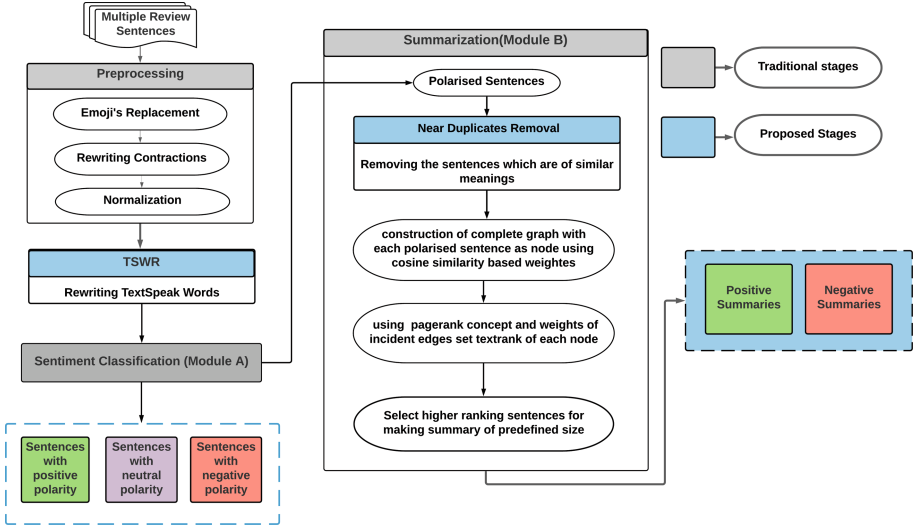 Multiple Review
Sentences
Preprocessing
Emoji's Replacement
Rewriting Contractions
Normalization
TSWR
Rewriting TextSpeak Words
Sentiment Classification (Module A)
Sentences
with
positive
polarity
Sentences
with
neutral
polarity
Sentences
with
negative
polarity
Summarization(Module B)
Polarised Sentences
Near Duplicates Removal
Removing the sentences which are of similar
meanings
construction of complete graph with
each polarised sentence as node using
cosine similarity based weightes
using pagerank concept and weights of
incident edges set textrank of each node
Select higher ranking sentences for
making summary of predefined size
Traditional stages
Proposed Stages
Positive
Summaries
Negative
Summaries